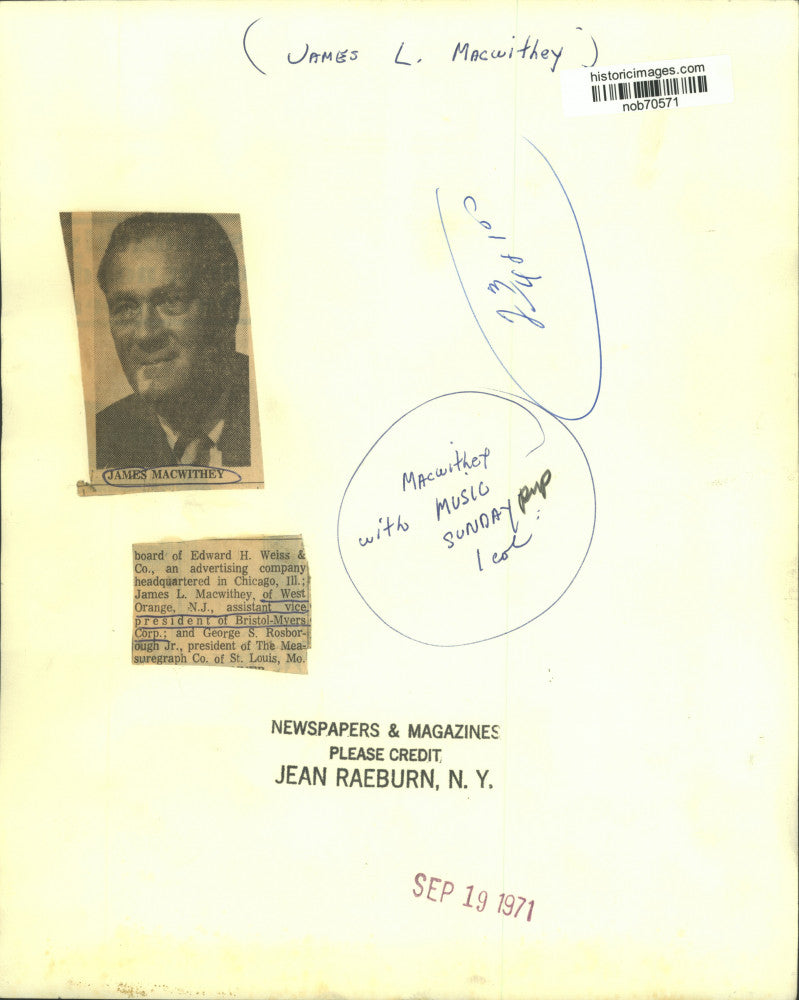 ( JAMES L. Macwithey )
historicimages.com
nob70571
JAMES MACWITHEY
Macwithey
with MUSIC
SUNDAY
1 col
board of Edward H. Weiss &
Co., an advertising company
headquartered in Chicago, Ill.;
James L. Macwithey, of West
Orange, N.J., assistant vice
president of Bristol-Myers
Corp.; and George S. Rosbor-
ough Jr., president of The Mea-
suregraph Co. of St. Louis, Mo.
NEWSPAPERS & MAGAZINES
PLEASE CREDIT
JEAN RAEBURN, N. Y.
SEP 19 1971